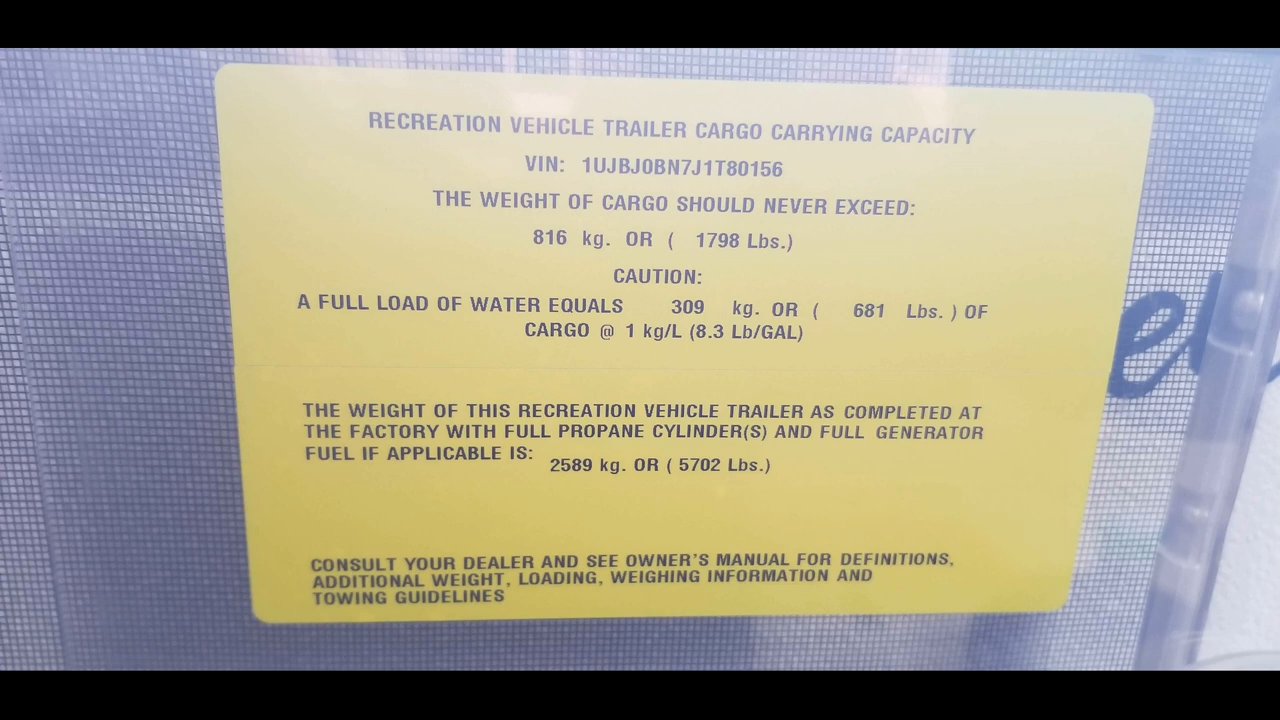 RECREATION VEHICLE TRAILER CARGO CARRYING CAPACITY
VIN: 1UJBJ0BN7J1T80156
THE WEIGHT OF CARGO SHOULD NEVER EXCEED:
816 kg. OR ( 1798 Lbs.)
CAUTION:
A FULL LOAD OF WATER EQUALS 309 kg. OR ( 681 Lbs. ) OF
CARGO @ 1 kg/L (8.3 Lb/GAL)
THE WEIGHT OF THIS RECREATION VEHICLE TRAILER AS COMPLETED AT
THE FACTORY WITH FULL PROPANE CYLINDER(S) AND FULL GENERATOR
FUEL IF APPLICABLE IS:
2589 kg. OR ( 5702 Lbs.)
CONSULT YOUR DEALER AND SEE OWNER'S MANUAL FOR DEFINITIONS,
ADDITIONAL WEIGHT, LOADING, WEIGHING INFORMATION AND
TOWING GUIDELINES